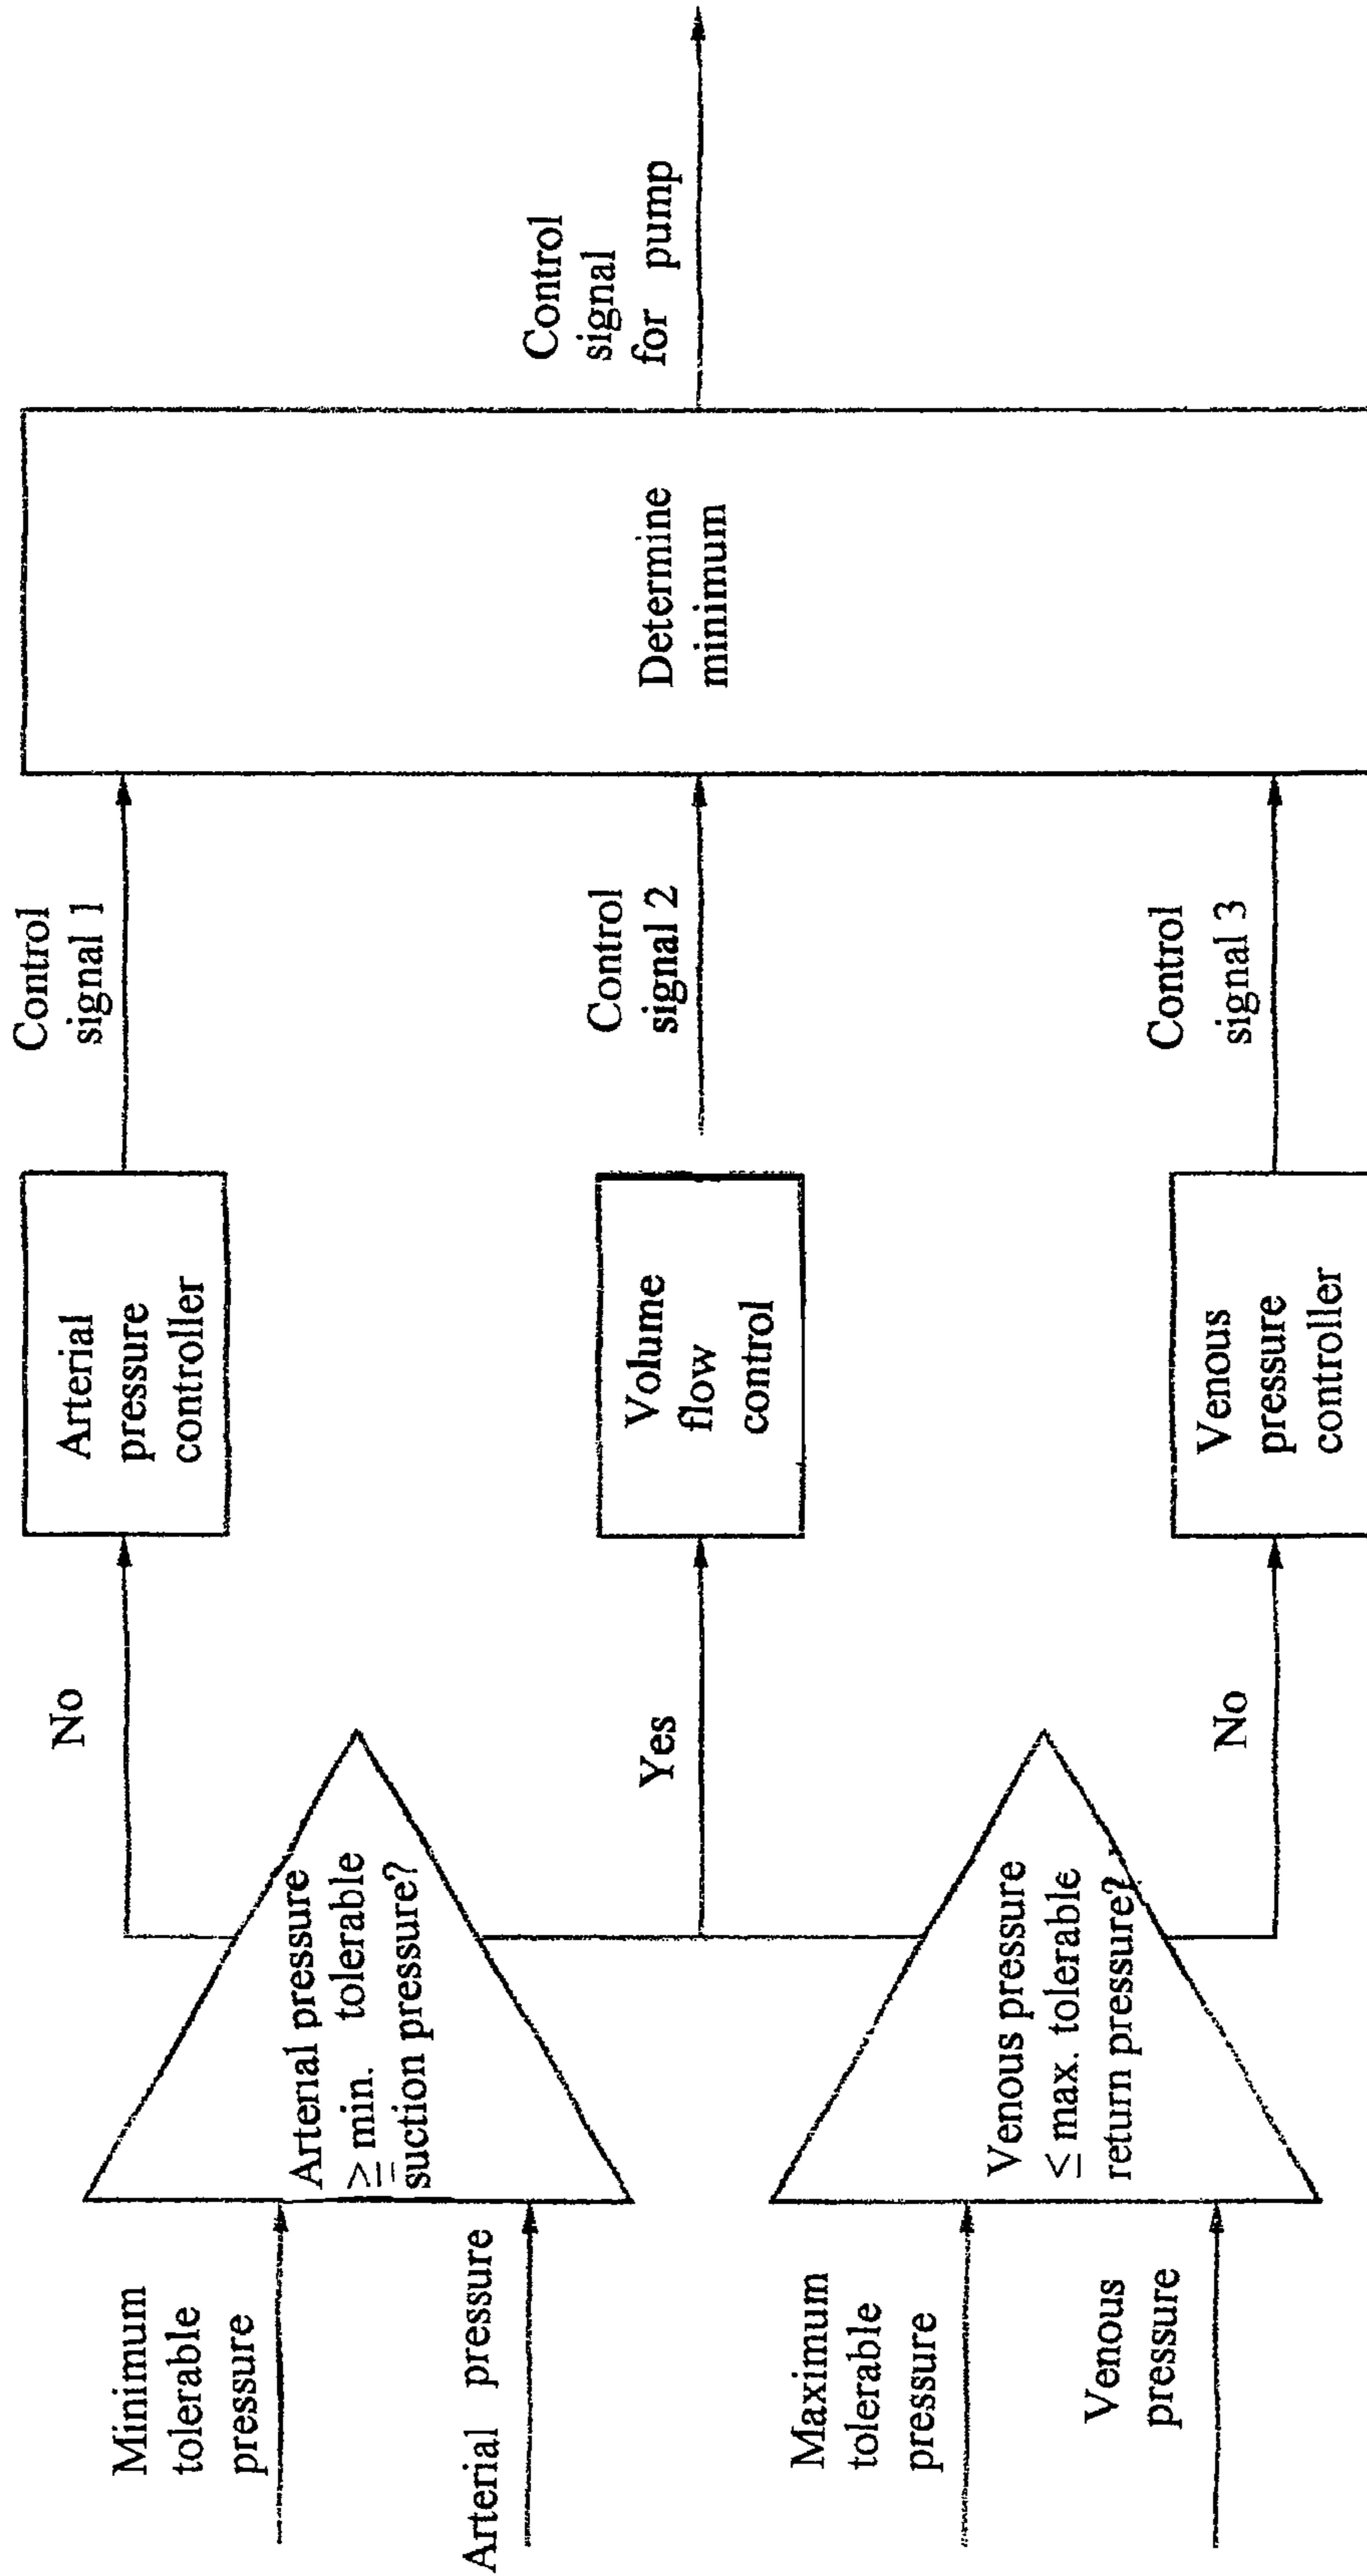 Minimum
tolerable
pressure
Arterial pressure
Maximum
tolerable
pressure
Venous
pressure
Arterial pressure
≧ min. tolerable
suction pressure?
Venous pressure
≤ max. tolerable
return pressure?
No
Yes
No
Arterial
pressure
controller
Volume
flow
control
Venous
pressure
controller
Control
signal 1
Control
signal 2
Control
signal 3
Determine
minimum
Control
signal
for pump